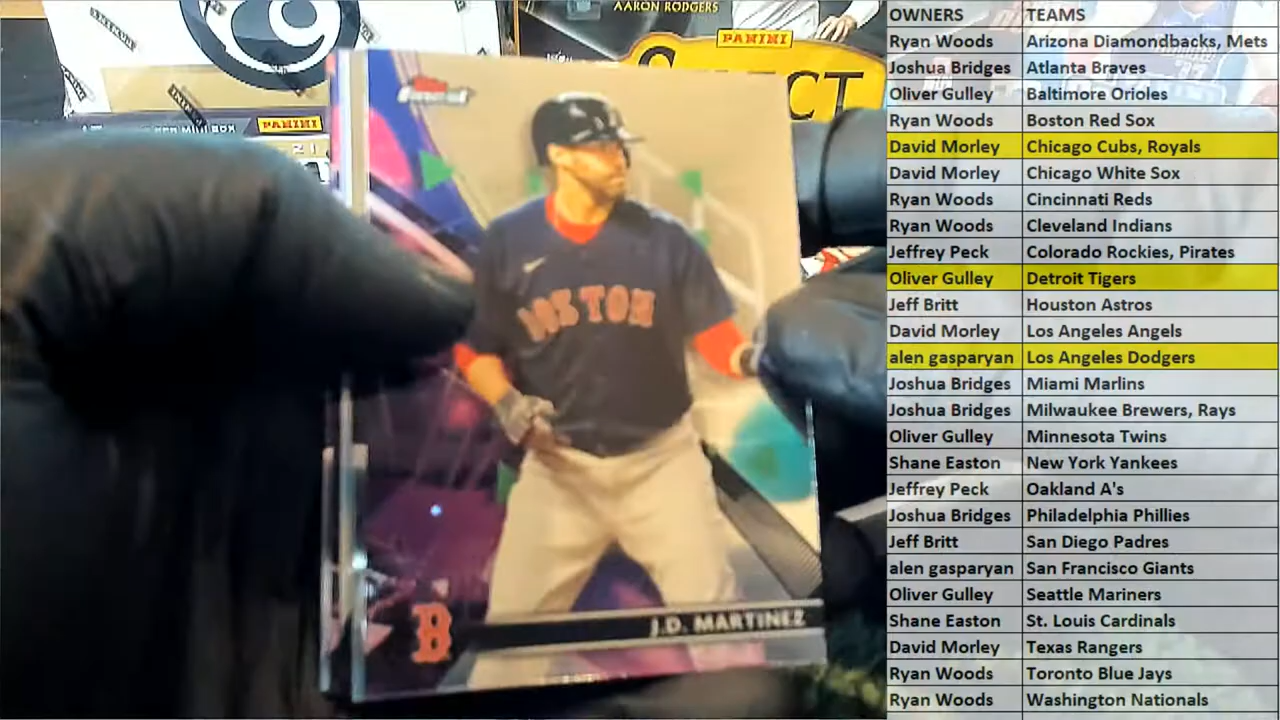 AARON RODGERS
PANINI
PANINI
Finest
BOSTON
B
J.D. MARTINEZ
OWNERS TEAMS
Ryan Woods Arizona Diamondbacks, Mets
Joshua Bridges Atlanta Braves
Oliver Gulley Baltimore Orioles
Ryan Woods Boston Red Sox
David Morley Chicago Cubs, Royals
David Morley Chicago White Sox
Ryan Woods Cincinnati Reds
Ryan Woods Cleveland Indians
Jeffrey Peck Colorado Rockies, Pirates
Oliver Gulley Detroit Tigers
Jeff Britt Houston Astros
David Morley Los Angeles Angels
alen gasparyan Los Angeles Dodgers
Joshua Bridges Miami Marlins
Joshua Bridges Milwaukee Brewers, Rays
Oliver Gulley Minnesota Twins
Shane Easton New York Yankees
Jeffrey Peck Oakland A's
Joshua Bridges Philadelphia Phillies
Jeff Britt San Diego Padres
alen gasparyan San Francisco Giants
Oliver Gulley Seattle Mariners
Shane Easton St. Louis Cardinals
David Morley Texas Rangers
Ryan Woods Toronto Blue Jays
Ryan Woods Washington Nationals